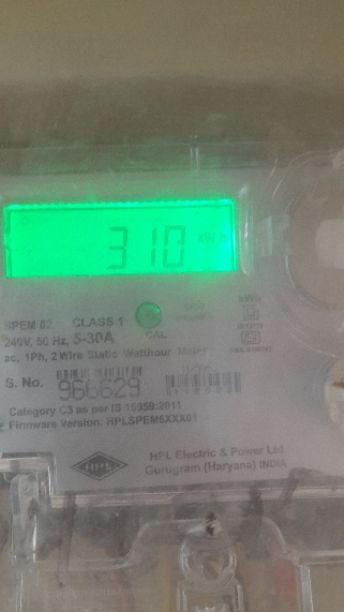 310 kWh
kWh
SPEM 02 CLASS 1
240V, 50 Hz, 5-30A CAL
ac, 1Ph, 2 Wire Static Watthour Meter
S. No. 966629
Category C3 as per IS 15959:2011
Firmware Version: HPLSPEM6XXX01
HPL
HPL Electric & Power Ltd.
Gurugram (Haryana) INDIA